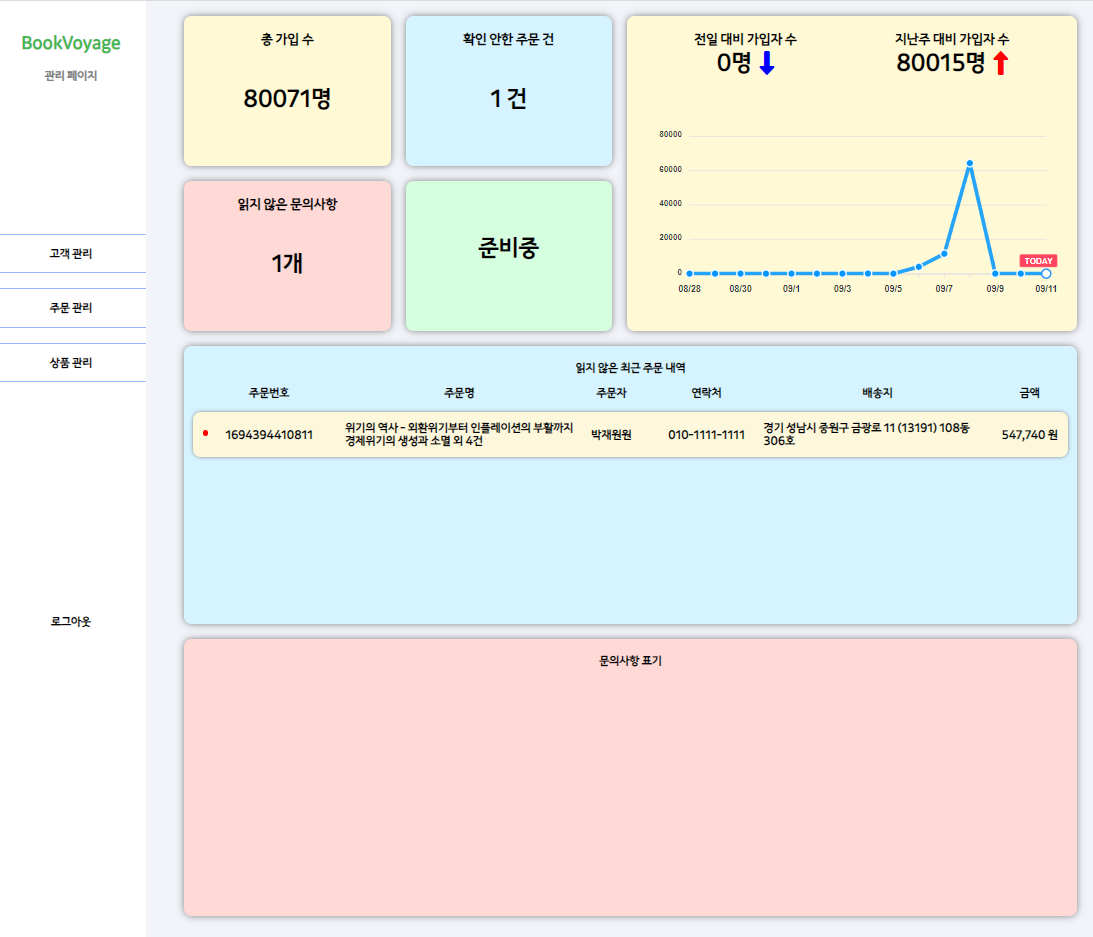 BookVoyage
관리 페이지
고객 관리
주문 관리
상품 관리
로그아웃
총 가입 수
80071명
확인 안한 주문 건
1 건
읽지 않은 문의사항
1개
준비중
전일 대비 가입자 수
0명
지난주 대비 가입자 수
80015명
80000
60000
40000
20000
0
TODAY
08/28 08/30 09/1 09/3 09/5 09/7 09/9 09/11
읽지 않은 최근 주문 내역
주문번호 주문명 주문자 연락처 배송지 금액
1694394410811
위기의 역사 - 외환위기부터 인플레이션의 부활까지
경제위기의 생성과 소멸 외 4건
박재원원
010-1111-1111
경기 성남시 중원구 금광로 11 (13191) 108동
306호
547,740 원
문의사항 표기